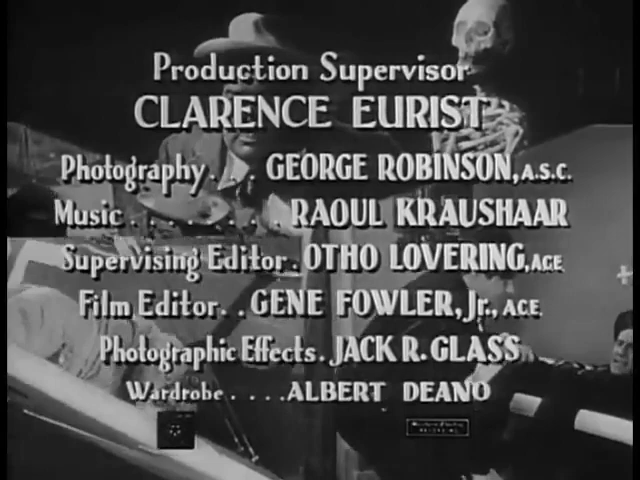 Production Supervisor
CLARENCE EURIST
Photography . . . GEORGE ROBINSON, A.S.C.
Music . . . . . . . RAOUL KRAUSHAAR
Supervising Editor . OTHO LOVERING, A.C.E.
Film Editor . . GENE FOWLER, Jr., A.C.E.
Photographic Effects . JACK R. GLASS
Wardrobe . . . . ALBERT DEANO